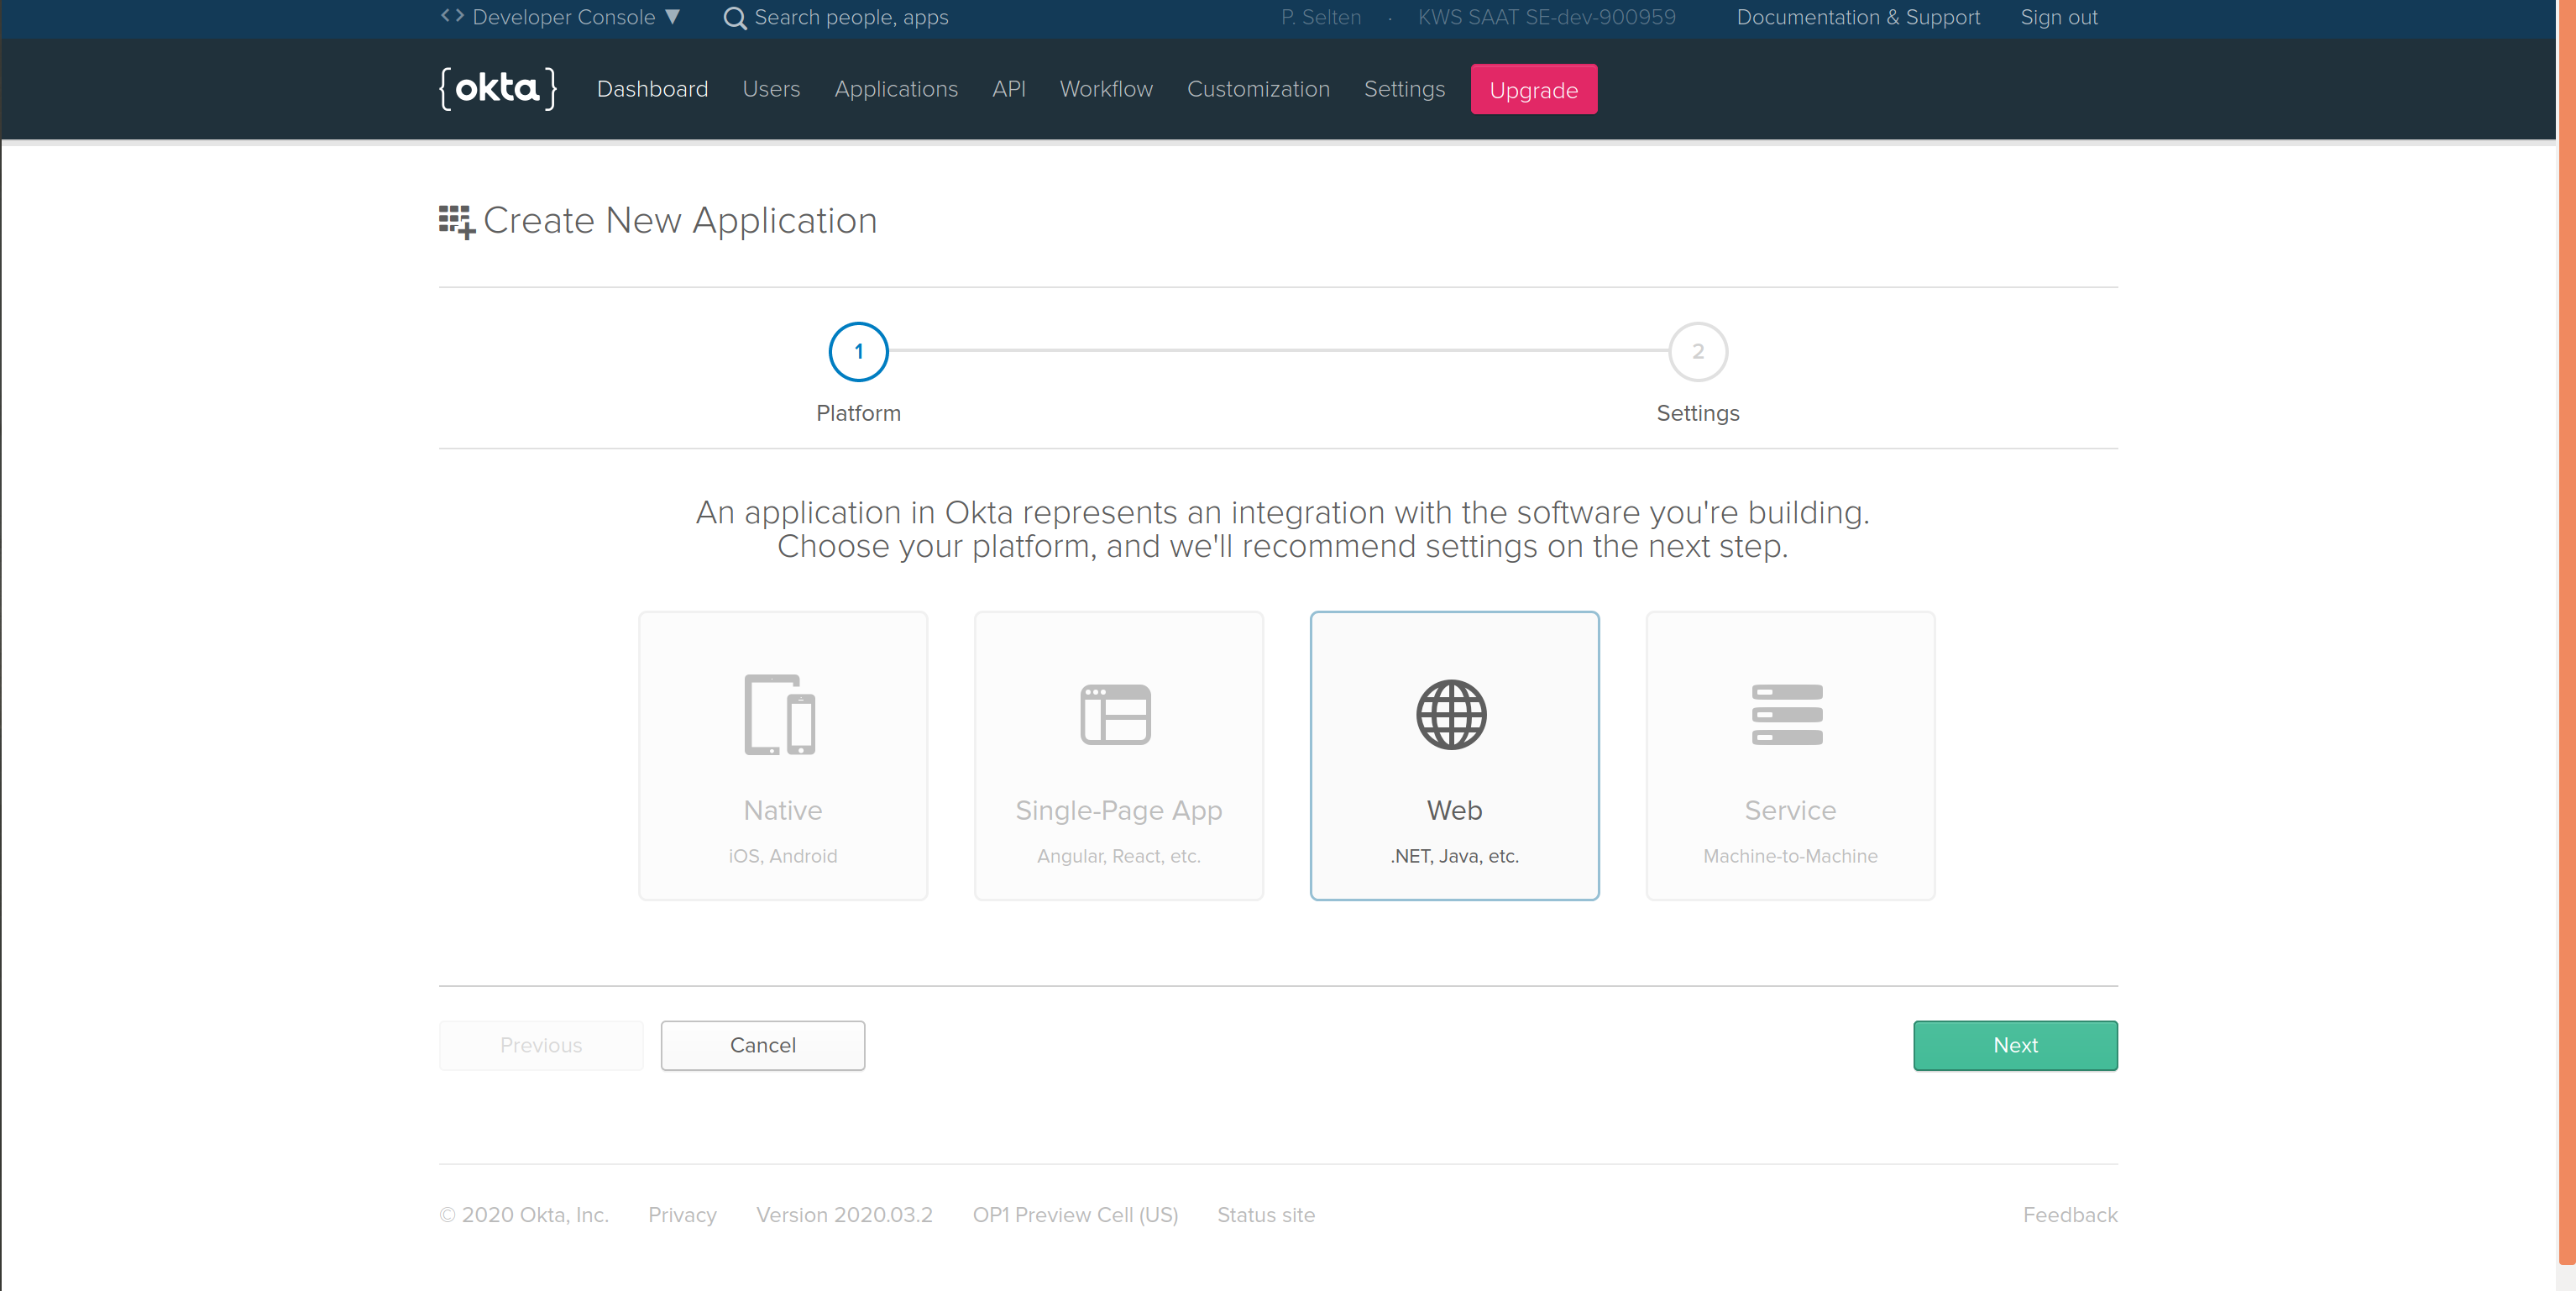 <> Developer Console ▼ Search people, apps P. Selten · KWS SAAT SE-dev-900959 Documentation & Support Sign out
{okta} Dashboard Users Applications API Workflow Customization Settings Upgrade
Create New Application
1 2
Platform Settings
An application in Okta represents an integration with the software you're building.
Choose your platform, and we'll recommend settings on the next step.
Native Single-Page App Web Service
iOS, Android Angular, React, etc. .NET, Java, etc. Machine-to-Machine
Previous Cancel Next
© 2020 Okta, Inc. Privacy Version 2020.03.2 OP1 Preview Cell (US) Status site Feedback